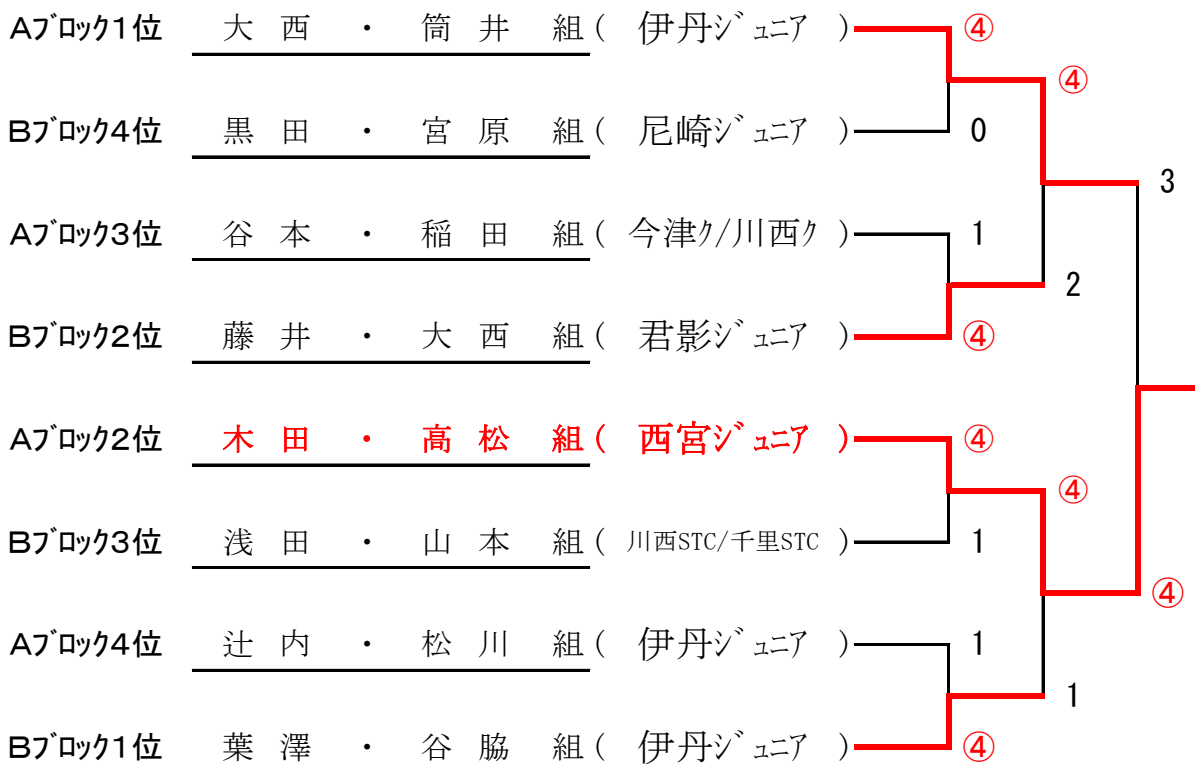 Aブロック1位 大西・筒井 組( 伊丹ジュニア ) ④
④
Bブロック4位 黒田・宮原 組( 尼崎ジュニア ) 0
3
Aブロック3位 谷本・稲田 組( 今津ク/川西ク ) 1
2
Bブロック2位 藤井・大西 組( 君影ジュニア ) ④
Aブロック2位 木田・高松 組( 西宮ジュニア ) ④
④
Bブロック3位 浅田・山本 組( 川西STC/千里STC ) 1
④
Aブロック4位 辻内・松川 組( 伊丹ジュニア ) 1
1
Bブロック1位 葉澤・谷脇 組( 伊丹ジュニア ) ④